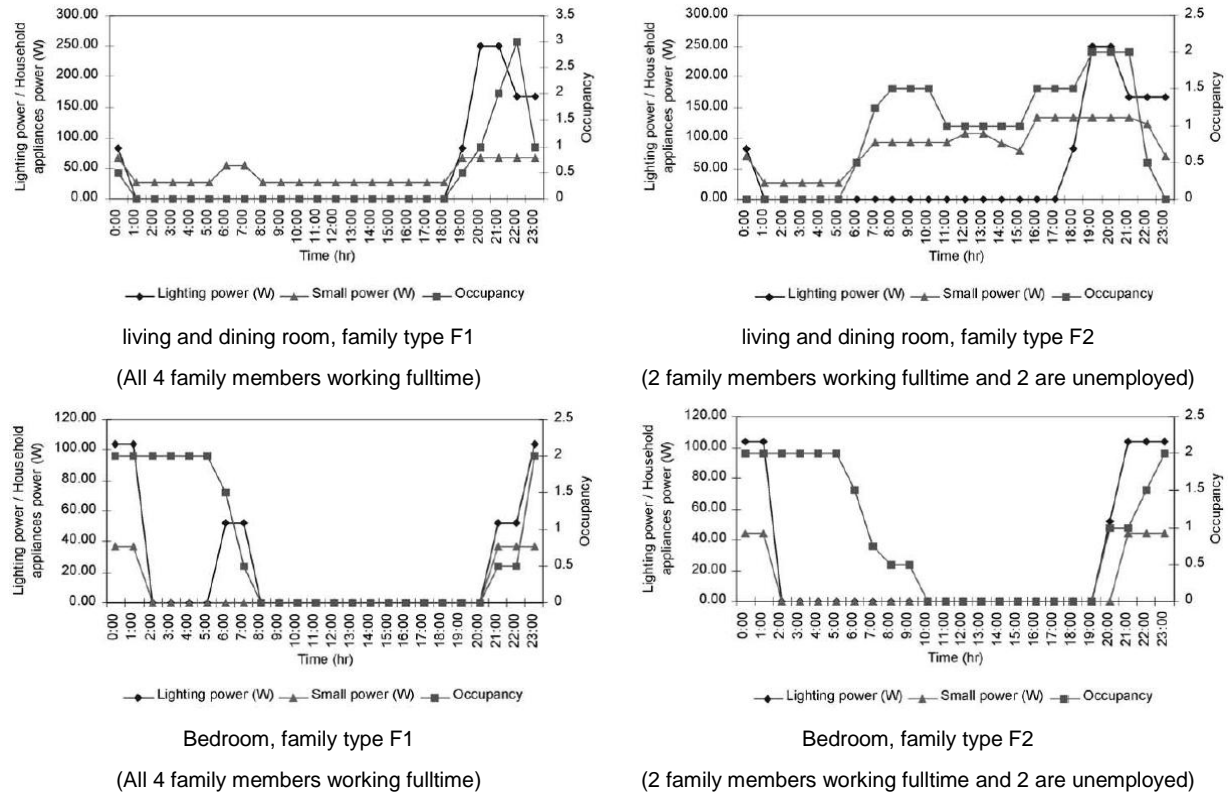 Lighting power / Household
appliances power (W)
300.00
250.00
200.00
150.00
100.00
50.00
0.00
3.5
3
2.5
2
1.5
1
0.5
0
Occupancy
0:00 1:00 2:00 3:00 4:00 5:00 6:00 7:00 8:00 9:00 10:00 11:00 12:00 13:00 14:00 15:00 16:00 17:00 18:00 19:00 20:00 21:00 22:00 23:00
Time (hr)
Lighting power (W) Small power (W) Occupancy
living and dining room, family type F1
(All 4 family members working fulltime)
Lighting power / Household
appliances power (W)
300.00
250.00
200.00
150.00
100.00
50.00
0.00
2.5
2
1.5
1
0.5
0
Occupancy
0:00 1:00 2:00 3:00 4:00 5:00 6:00 7:00 8:00 9:00 10:00 11:00 12:00 13:00 14:00 15:00 16:00 17:00 18:00 19:00 20:00 21:00 22:00 23:00
Time (hr)
Lighting power (W) Small power (W) Occupancy
living and dining room, family type F2
(2 family members working fulltime and 2 are unemployed)
Lighting power / Household
appliances power (W)
120.00
100.00
80.00
60.00
40.00
20.00
0.00
2.5
2
1.5
1
0.5
0
Occupancy
0:00 1:00 2:00 3:00 4:00 5:00 6:00 7:00 8:00 9:00 10:00 11:00 12:00 13:00 14:00 15:00 16:00 17:00 18:00 19:00 20:00 21:00 22:00 23:00
Time (hr)
Lighting power (W) Small power (W) Occupancy
Bedroom, family type F1
(All 4 family members working fulltime)
Lighting power / Household
appliances power (W)
120.00
100.00
80.00
60.00
40.00
20.00
0.00
2.5
2
1.5
1
0.5
0
Occupancy
0:00 1:00 2:00 3:00 4:00 5:00 6:00 7:00 8:00 9:00 10:00 11:00 12:00 13:00 14:00 15:00 16:00 17:00 18:00 19:00 20:00 21:00 22:00 23:00
Time (hr)
Lighting power (W) Small power (W) Occupancy
Bedroom, family type F2
(2 family members working fulltime and 2 are unemployed)